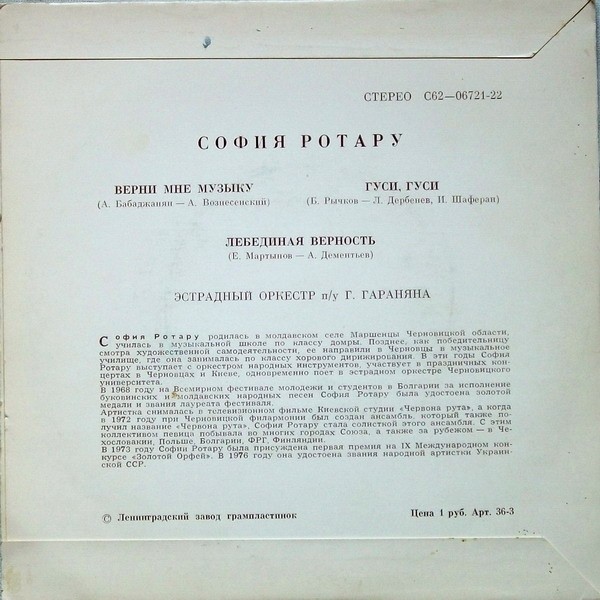 СТЕРЕО С62—06721-22
СОФИЯ РОТАРУ
ВЕРНИ МНЕ МУЗЫКУ
(А. Бабаджанян — А. Вознесенский)
ГУСИ, ГУСИ
(Б. Рычков — Л. Дербенев, И. Шаферан)
ЛЕБЕДИНАЯ ВЕРНОСТЬ
(Е. Мартынов — А. Дементьев)
ЭСТРАДНЫЙ ОРКЕСТР п/у Г. ГАРАНЯНА
София Ротару родилась в молдавском селе Маршенцы Черновицкой области,
училась в музыкальной школе по классу домры. Позднее, как победительницу
смотра художественной самодеятельности, ее направили в Черновцы в музыкальное
училище, где она занималась по классу хорового дирижирования. В эти годы София
Ротару выступает с оркестром народных инструментов, участвует в праздничных кон-
цертах в Черновцах и Киеве, одновременно поет в эстрадном оркестре Черновицкого
университета.
В 1968 году на Всемирном фестивале молодежи и студентов в Болгарии за исполнение
буковинских и молдавских народных песен София Ротару была удостоена золотой
медали и звания лауреата фестиваля.
Артистка снималась в телевизионном фильме Киевской студии «Червона рута», а когда
в 1972 году при Черновицкой филармонии был создан ансамбль, который также по-
лучил название «Червона рута», София Ротару стала солисткой этого ансамбля. С этим
коллективом певица побывала во многих городах Союза, а также за рубежом — в Че-
хословакии, Польше, Болгарии, ФРГ, Финляндии.
В 1973 году Софии Ротару была присуждена первая премия на IX Международном кон-
курсе «Золотой Орфей». В 1976 году она удостоена звания народной артистки Украин-
ской ССР.
© Ленинградский завод грампластинок
Цена 1 руб. Арт. 36-3